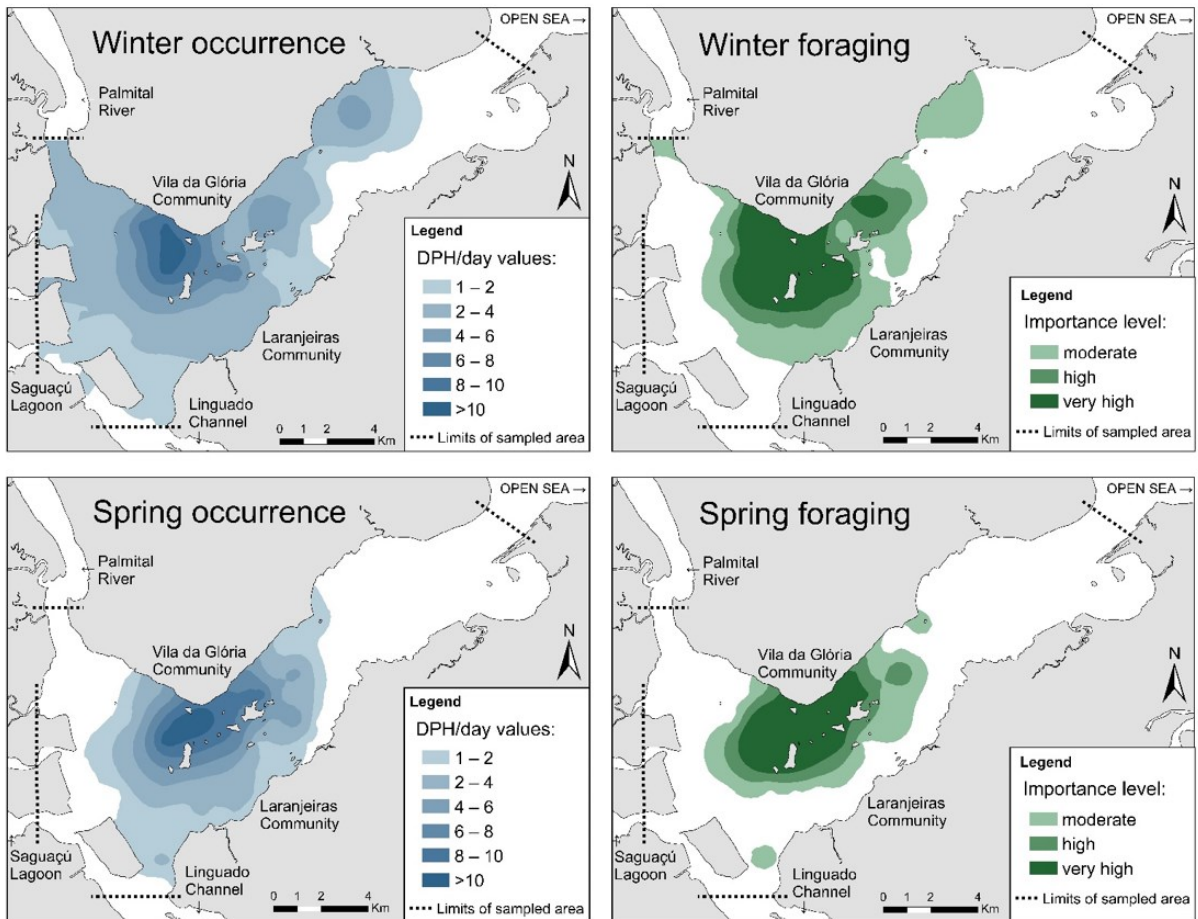 Winter occurrence
OPEN SEA →
Palmital
River
Vila da Glória
Community
N
Legend
DPH/day values:
1 – 2
2 – 4
4 – 6
6 – 8
8 – 10
>10
Laranjeiras
Community
Saguaçú
Lagoon
Linguado
Channel
0 1 2 4
Km
Limits of sampled area
Winter foraging
OPEN SEA →
Palmital
River
Vila da Glória
Community
N
Legend
Importance level:
moderate
high
very high
Laranjeiras
Community
Saguaçú
Lagoon
Linguado
Channel
0 1 2 4
Km
Limits of sampled area
Spring occurrence
OPEN SEA →
Palmital
River
Vila da Glória
Community
N
Legend
DPH/day values:
1 – 2
2 – 4
4 – 6
6 – 8
8 – 10
>10
Laranjeiras
Community
Saguaçú
Lagoon
Linguado
Channel
0 1 2 4
Km
Limits of sampled area
Spring foraging
OPEN SEA →
Palmital
River
Vila da Glória
Community
N
Legend
Importance level:
moderate
high
very high
Laranjeiras
Community
Saguaçú
Lagoon
Linguado
Channel
0 1 2 4
Km
Limits of sampled area